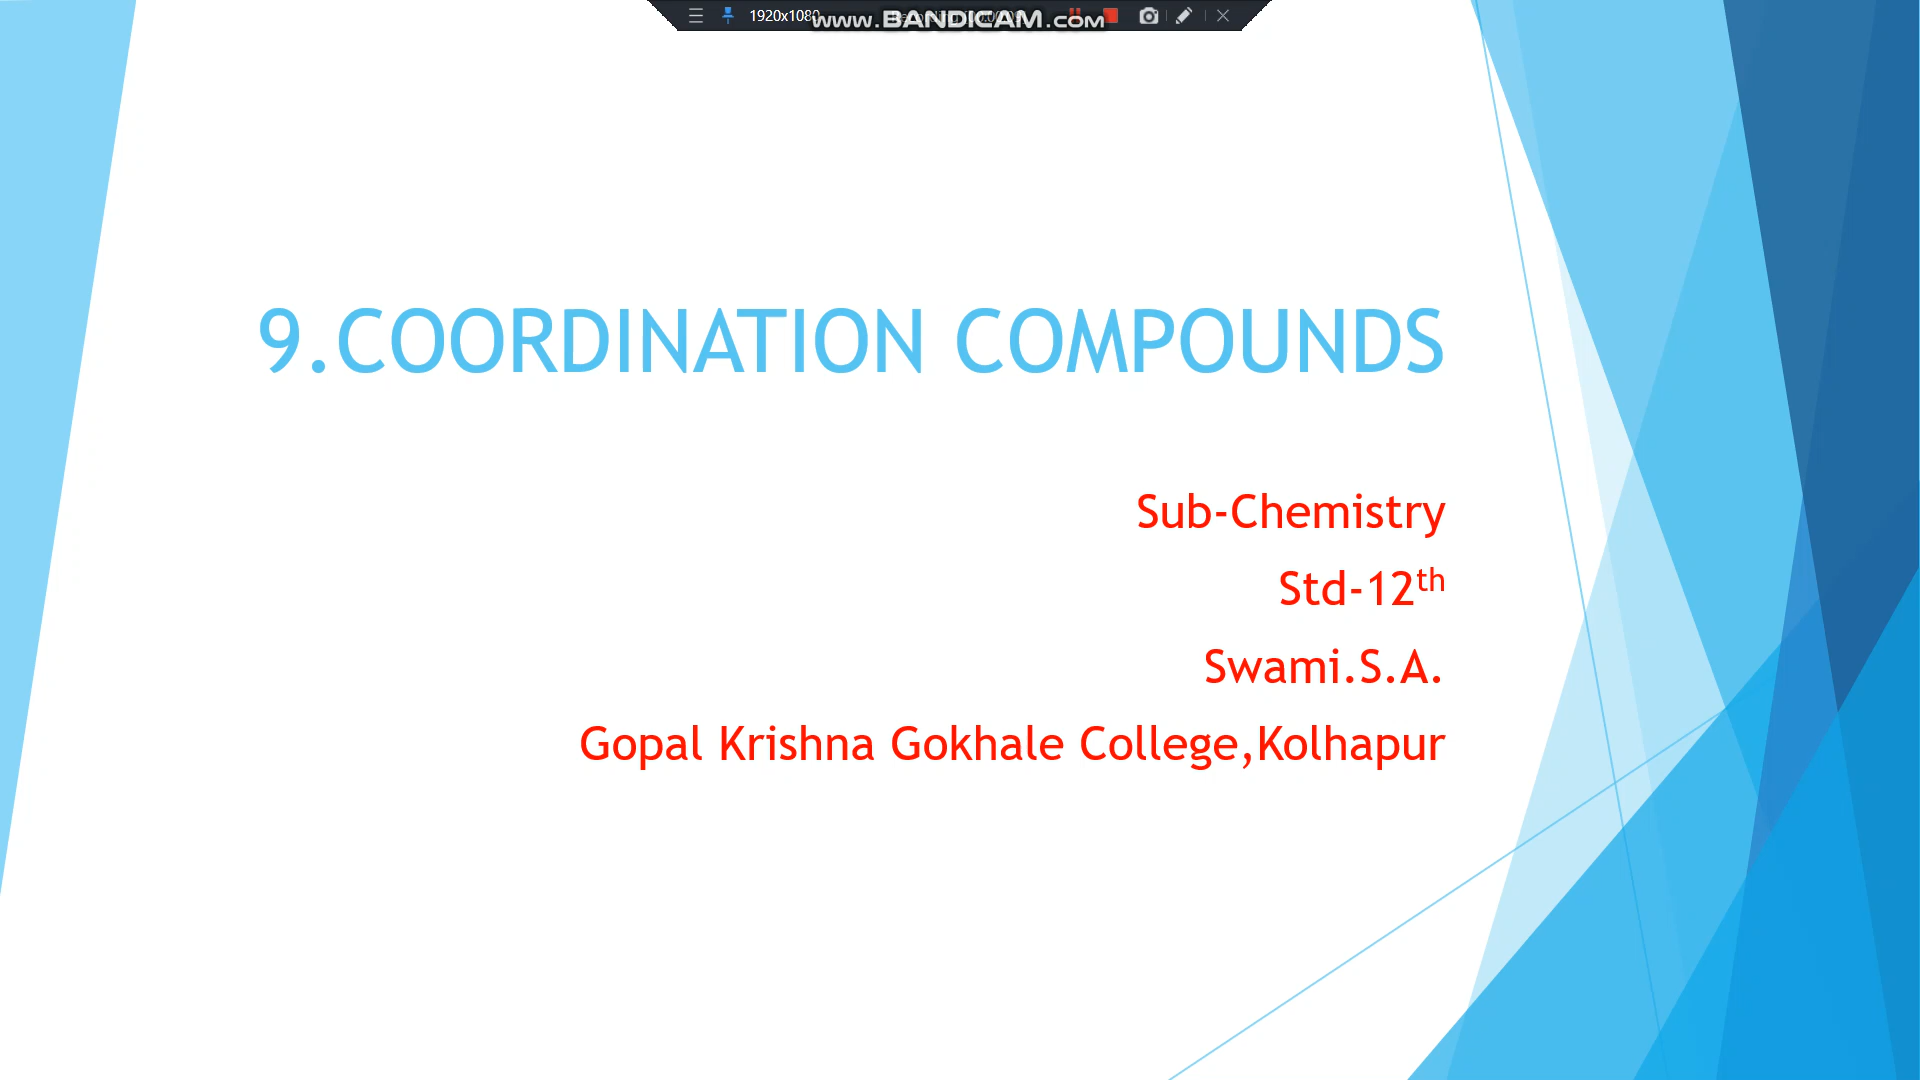 1920x1080
www.BANDICAM.com
9.COORDINATION COMPOUNDS
Sub-Chemistry
Std-12th
Swami.S.A.
Gopal Krishna Gokhale College,Kolhapur